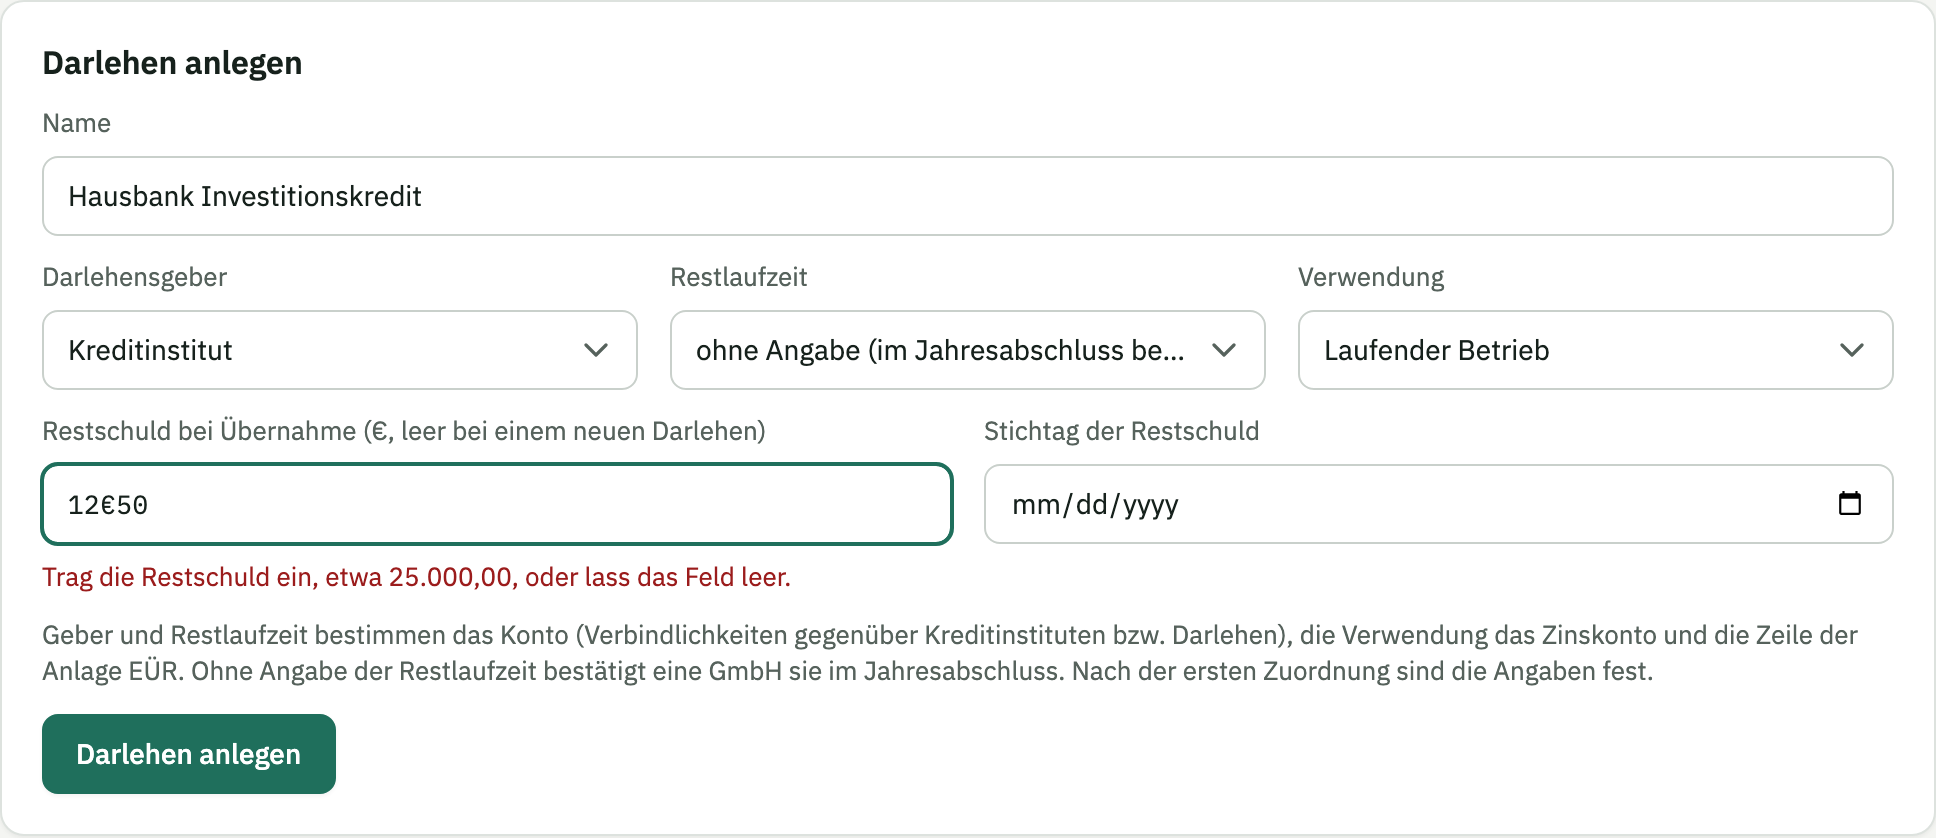 Darlehen anlegen
Name
Hausbank Investitionskredit
Darlehensgeber
Restlaufzeit
Verwendung
Kreditinstitut
ohne Angabe (im Jahresabschluss be...
Laufender Betrieb
Restschuld bei Übernahme (€, leer bei einem neuen Darlehen)
Stichtag der Restschuld
12€50
mm/dd/yyyy
Trag die Restschuld ein, etwa 25.000,00, oder lass das Feld leer.
Geber und Restlaufzeit bestimmen das Konto (Verbindlichkeiten gegenüber Kreditinstituten bzw. Darlehen), die Verwendung das Zinskonto und die Zeile der
Anlage EÜR. Ohne Angabe der Restlaufzeit bestätigt eine GmbH sie im Jahresabschluss. Nach der ersten Zuordnung sind die Angaben fest.
Darlehen anlegen